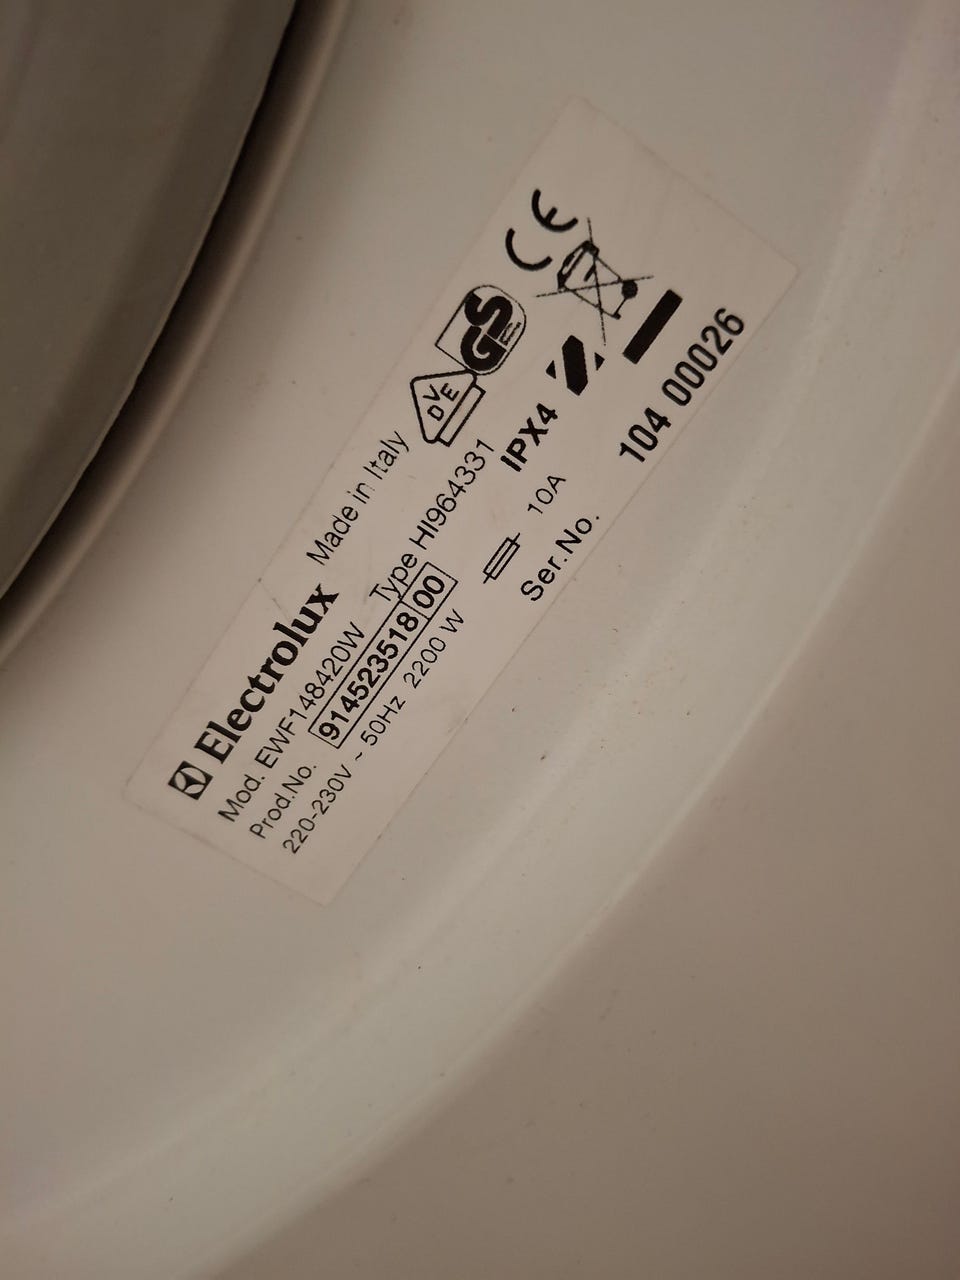 Electrolux
Made in Italy
VDE
GS
CE
Mod. EWF148420W Type HI964331
IPX4
Prod.No. 914523518 00
220-230V ~ 50Hz 2200 W 10A
Ser.No. 104 00026